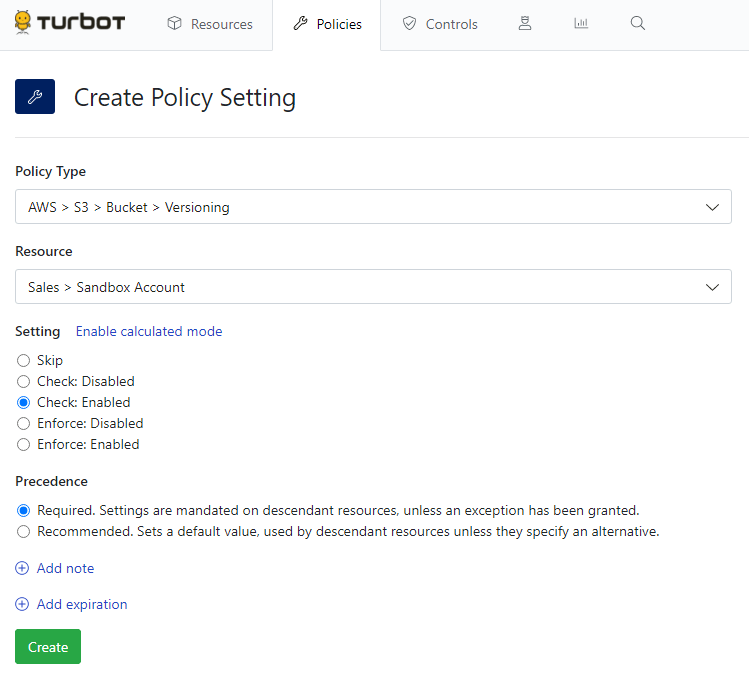 TURBOT
Resources
Policies
Controls
Create Policy Setting
Policy Type
AWS > S3 > Bucket > Versioning
Resource
Sales > Sandbox Account
Setting Enable calculated mode
Skip
Check: Disabled
Check: Enabled
Enforce: Disabled
Enforce: Enabled
Precedence
Required. Settings are mandated on descendant resources, unless an exception has been granted.
Recommended. Sets a default value, used by descendant resources unless they specify an alternative.
Add note
Add expiration
Create